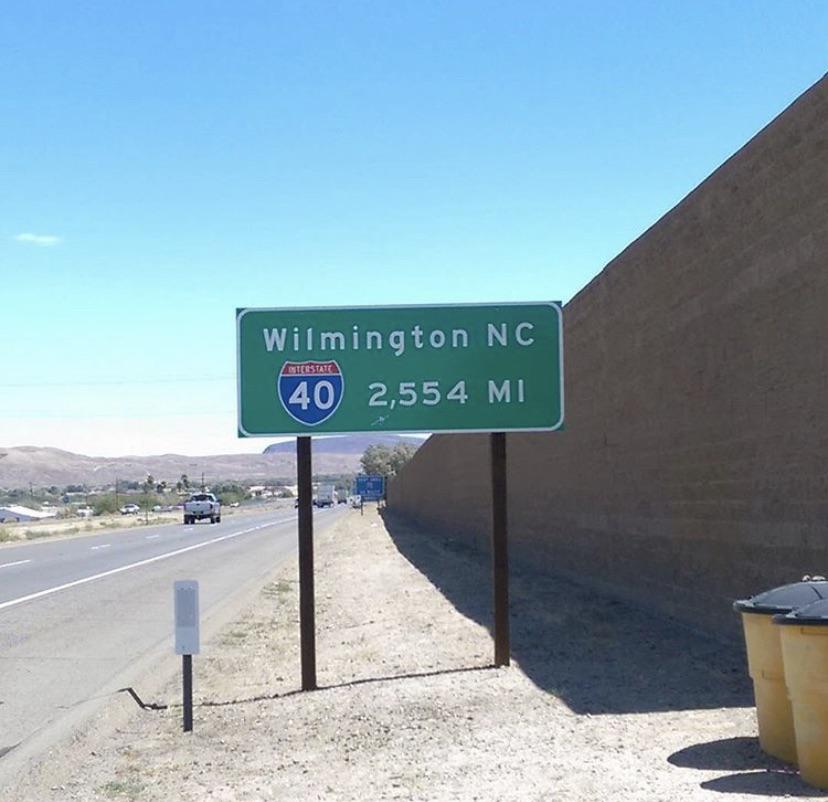 Wilmington NC
INTERSTATE
40 2,554 MI